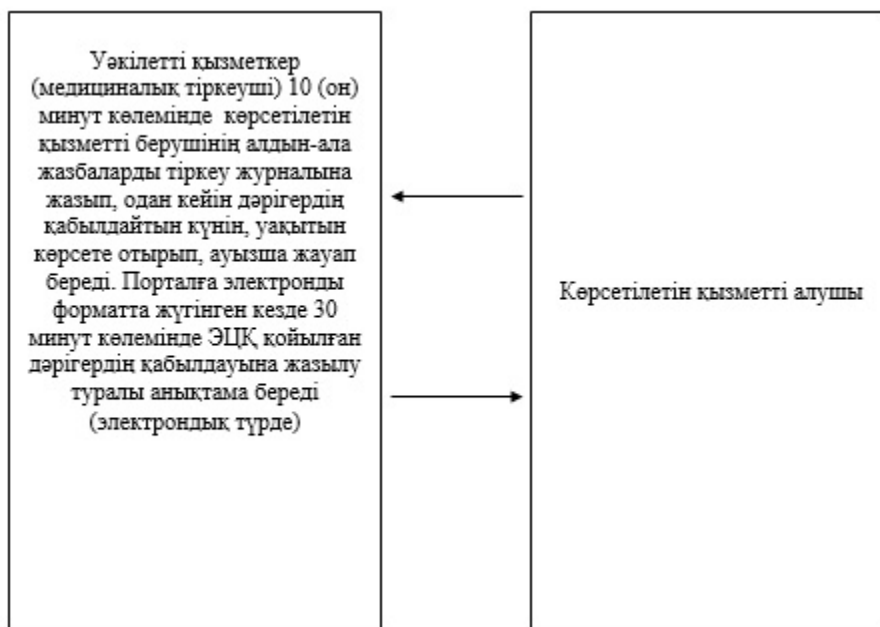 Уәкілетті қызметкер
(медициналық тіркеуші) 10 (он)
минут көлемінде көрсетілетін
қызметті берушінің алдын-ала
жазбаларды тіркеу журналына
жазып, одан кейін дәрігердің
қабылдайтын күнін, уақытын
көрсете отырып, ауызша жауап
береді. Порталға электронды
форматта жүгінген кезде 30
минут көлемінде ЭЦҚ қойылған
дәрігердің қабылдауына жазылу
туралы анықтама береді
(электрондық түрде)
Көрсетілетін қызметті алушы